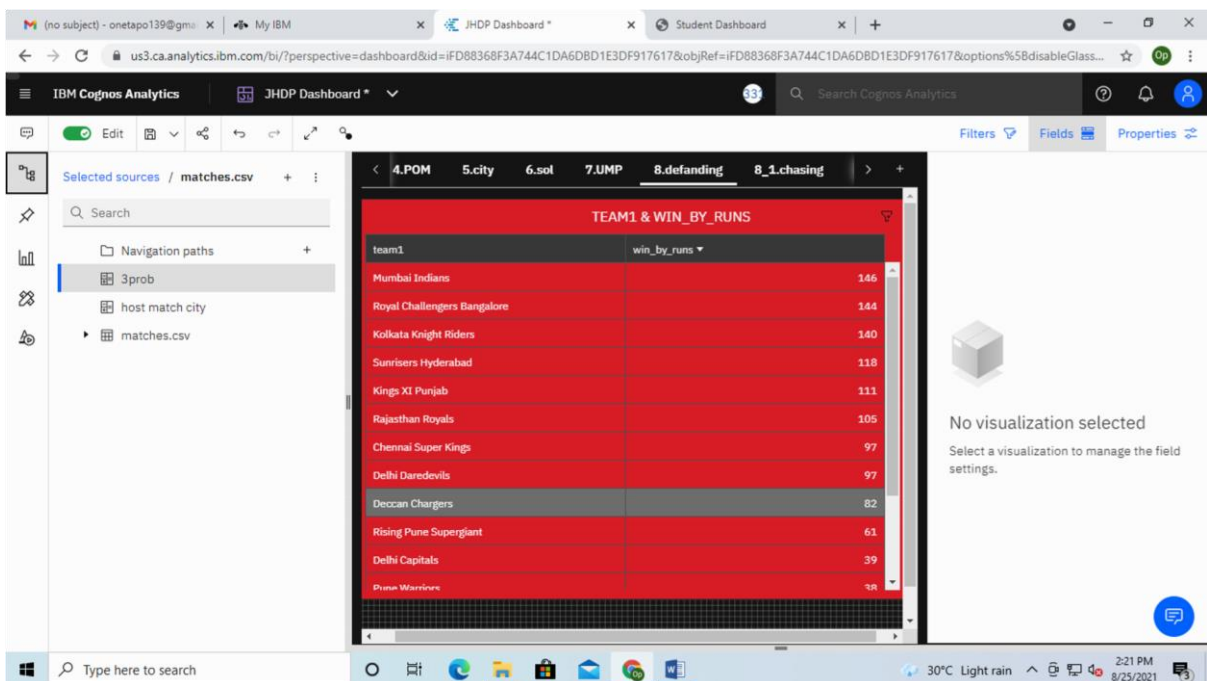 (no subject) - onetapo139@gma
My IBM
JHDP Dashboard *
Student Dashboard
us3.ca.analytics.ibm.com/bi/?perspective=dashboard&id=iFD88368F3A744C1DA6DBD1E3DF917617&objRef=iFD88368F3A744C1DA6DBD1E3DF917617&options%5BdisableGlass...
Op
IBM Cognos Analytics
JHDP Dashboard *
Search Cognos Analytics
Edit
Filters
Fields
Properties
Selected sources / matches.csv
4.POM 5.city 6.sol 7.UMP 8.defanding 8_1.chasing
Search
Navigation paths
3prob
host match city
matches.csv
TEAM1 & WIN_BY_RUNS
team1 win_by_runs
Mumbai Indians 146
Royal Challengers Bangalore 144
Kolkata Knight Riders 140
Sunrisers Hyderabad 118
Kings XI Punjab 111
Rajasthan Royals 105
Chennai Super Kings 97
Delhi Daredevils 97
Deccan Chargers 82
Rising Pune Supergiant 61
Delhi Capitals 39
Pune Warriors 38
No visualization selected
Select a visualization to manage the field
settings.
Type here to search
30°C Light rain
2:21 PM
8/25/2021